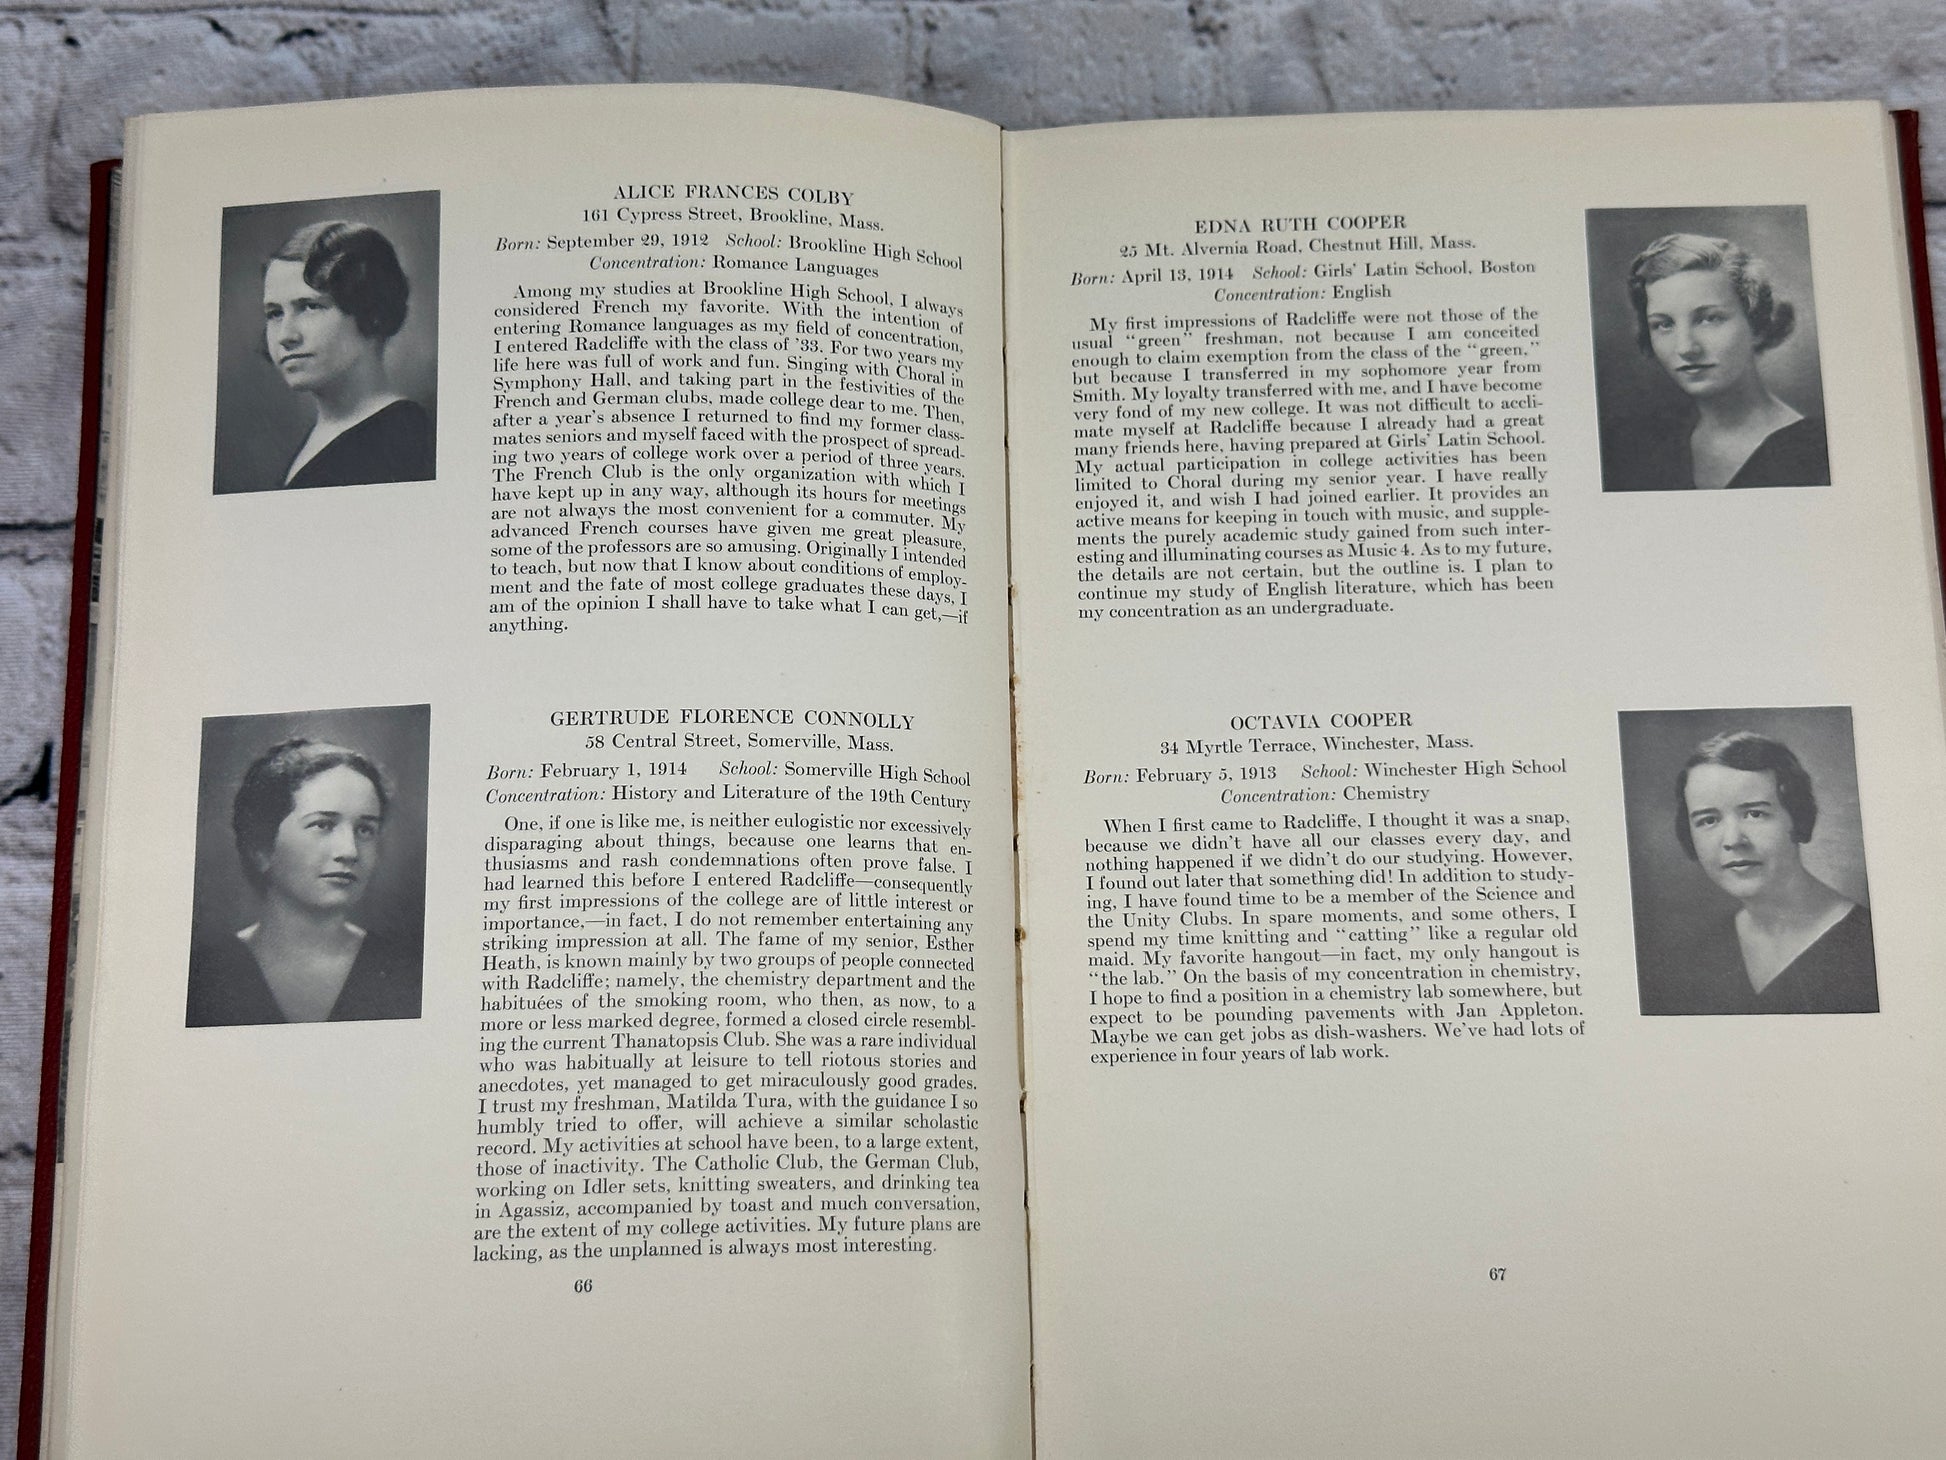 ALICE FRANCES COLBY
161 Cypress Street, Brookline, Mass.
Born: September 29, 1912 School: Brookline High School
Concentration: Romance Languages
Among my studies at Brookline High School, I always
considered French my favorite. With the intention of
entering Romance languages as my field of concentration,
I entered Radcliffe with the class of '33. For two years my
life here was full of work and fun. Singing with Choral in
Symphony Hall, and taking part in the festivities of the
French and German clubs, made college dear to me. Then,
after a year's absence I returned to find my former class-
mates seniors and myself faced with the prospect of spread-
ing two years of college work over a period of three years.
The French Club is the only organization with which I
have kept up in any way, although its hours for meetings
are not always the most convenient for a commuter. My
advanced French courses have given me great pleasure,
some of the professors are so amusing. Originally I intended
to teach, but now that I know about conditions of employ-
ment and the fate of most college graduates these days, I
am of the opinion I shall have to take what I can get,—if
anything.
GERTRUDE FLORENCE CONNOLLY
58 Central Street, Somerville, Mass.
Born: February 1, 1914 School: Somerville High School
Concentration: History and Literature of the 19th Century
One, if one is like me, is neither eulogistic nor excessively
disparaging about things, because one learns that en-
thusiasms and rash condemnations often prove false. I
had learned this before I entered Radcliffe—consequently
my first impressions of the college are of little interest or
importance,—in fact, I do not remember entertaining any
striking impression at all. The fame of my senior, Esther
Heath, is known mainly by two groups of people connected
with Radcliffe; namely, the chemistry department and the
habituées of the smoking room, who then, as now, to a
more or less marked degree, formed a closed circle resembl-
ing the current Thanatopsis Club. She was a rare individual
who was habitually at leisure to tell riotous stories and
anecdotes, yet managed to get miraculously good grades.
I trust my freshman, Matilda Tura, with the guidance I so
humbly tried to offer, will achieve a similar scholastic
record. My activities at school have been, to a large extent,
those of inactivity. The Catholic Club, the German Club,
working on Idler sets, knitting sweaters, and drinking tea
in Agassiz, accompanied by toast and much conversation,
are the extent of my college activities. My future plans are
lacking, as the unplanned is always most interesting.
66
EDNA RUTH COOPER
25 Mt. Alvernia Road, Chestnut Hill, Mass.
Born: April 13, 1914 School: Girls' Latin School, Boston
Concentration: English
My first impressions of Radcliffe were not those of the
usual "green" freshman, not because I am conceited
enough to claim exemption from the class of the "green,"
but because I transferred in my sophomore year from
Smith. My loyalty transferred with me, and I have become
very fond of my new college. It was not difficult to accli-
mate myself at Radcliffe because I already had a great
many friends here, having prepared at Girls' Latin School.
My actual participation in college activities has been
limited to Choral during my senior year. I have really
enjoyed it, and wish I had joined earlier. It provides an
active means for keeping in touch with music, and supple-
ments the purely academic study gained from such inter-
esting and illuminating courses as Music 4. As to my future,
the details are not certain, but the outline is. I plan to
continue my study of English literature, which has been
my concentration as an undergraduate.
OCTAVIA COOPER
34 Myrtle Terrace, Winchester, Mass.
Born: February 5, 1913 School: Winchester High School
Concentration: Chemistry
When I first came to Radcliffe, I thought it was a snap,
because we didn't have all our classes every day, and
nothing happened if we didn't do our studying. However,
I found out later that something did! In addition to study-
ing, I have found time to be a member of the Science and
the Unity Clubs. In spare moments, and some others, I
spend my time knitting and "catting" like a regular old
maid. My favorite hangout—in fact, my only hangout is
"the lab." On the basis of my concentration in chemistry,
I hope to find a position in a chemistry lab somewhere, but
expect to be pounding pavements with Jan Appleton.
Maybe we can get jobs as dish-washers. We've had lots of
experience in four years of lab work.
67